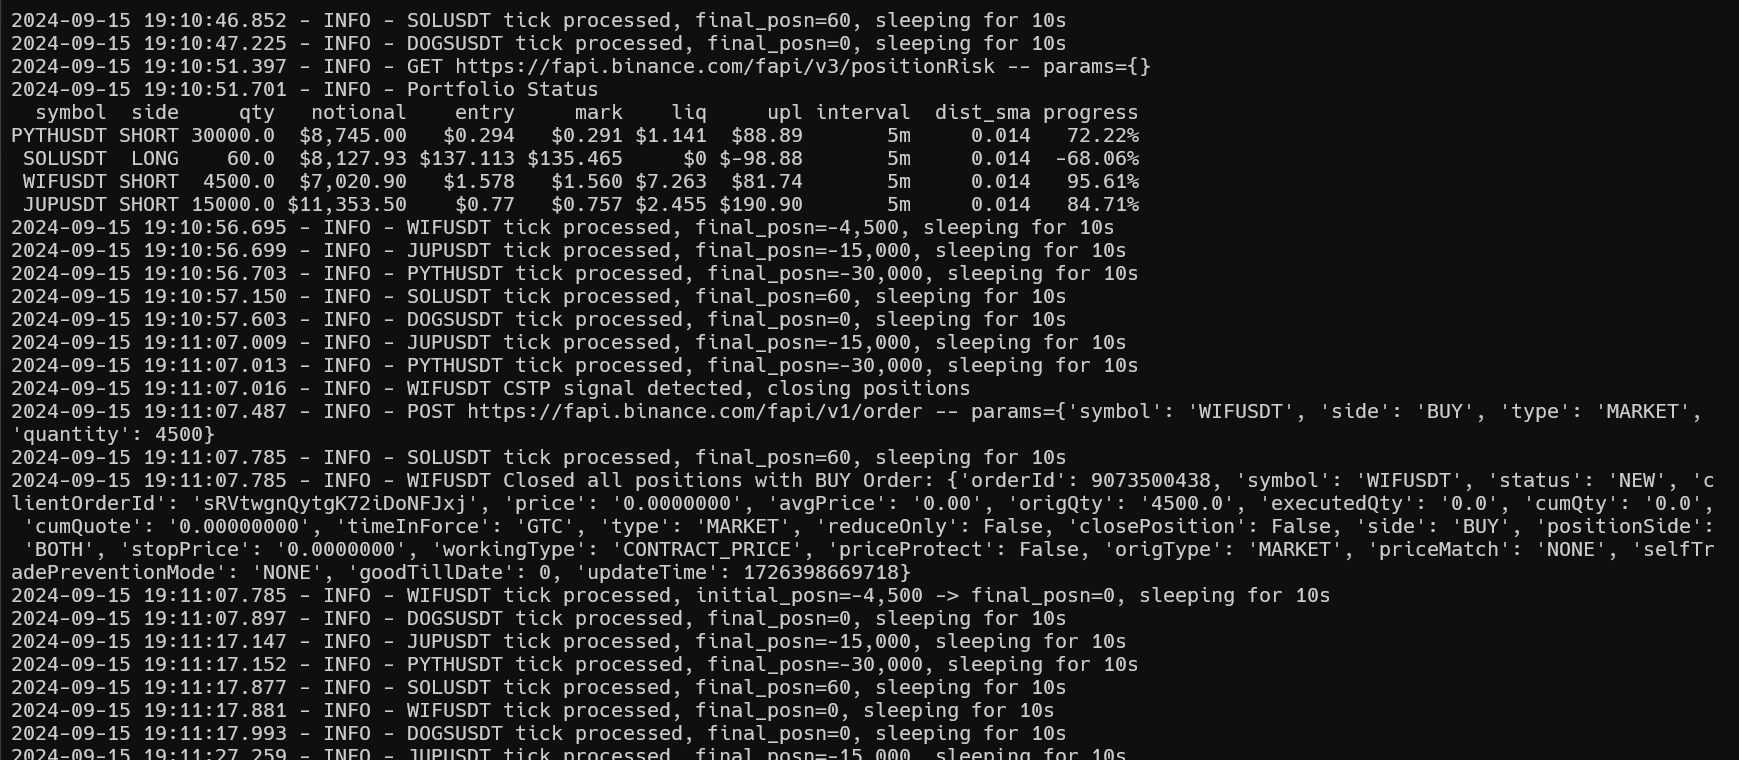 2024-09-15 19:10:46.852 - INFO - SOLUSDT tick processed, final_posn=60, sleeping for 10s
2024-09-15 19:10:47.225 - INFO - DOGSUSDT tick processed, final_posn=0, sleeping for 10s
2024-09-15 19:10:51.397 - INFO - GET https://fapi.binance.com/fapi/v3/positionRisk -- params={}
2024-09-15 19:10:51.701 - INFO - Portfolio Status
  symbol  side     qty   notional    entry     mark    liq     upl interval  dist_sma progress
PYTHUSDT SHORT 30000.0  $8,745.00   $0.294   $0.291 $1.141  $88.89       5m     0.014   72.22%
 SOLUSDT  LONG    60.0  $8,127.93 $137.113 $135.465     $0 $-98.88       5m     0.014  -68.06%
 WIFUSDT SHORT  4500.0  $7,020.90   $1.578   $1.560 $7.263  $81.74       5m     0.014   95.61%
 JUPUSDT SHORT 15000.0 $11,353.50    $0.77   $0.757 $2.455 $190.90       5m     0.014   84.71%
2024-09-15 19:10:56.695 - INFO - WIFUSDT tick processed, final_posn=-4,500, sleeping for 10s
2024-09-15 19:10:56.699 - INFO - JUPUSDT tick processed, final_posn=-15,000, sleeping for 10s
2024-09-15 19:10:56.703 - INFO - PYTHUSDT tick processed, final_posn=-30,000, sleeping for 10s
2024-09-15 19:10:57.150 - INFO - SOLUSDT tick processed, final_posn=60, sleeping for 10s
2024-09-15 19:10:57.603 - INFO - DOGSUSDT tick processed, final_posn=0, sleeping for 10s
2024-09-15 19:11:07.009 - INFO - JUPUSDT tick processed, final_posn=-15,000, sleeping for 10s
2024-09-15 19:11:07.013 - INFO - PYTHUSDT tick processed, final_posn=-30,000, sleeping for 10s
2024-09-15 19:11:07.016 - INFO - WIFUSDT CSTP signal detected, closing positions
2024-09-15 19:11:07.487 - INFO - POST https://fapi.binance.com/fapi/v1/order -- params={'symbol': 'WIFUSDT', 'side': 'BUY', 'type': 'MARKET',
'quantity': 4500}
2024-09-15 19:11:07.785 - INFO - SOLUSDT tick processed, final_posn=60, sleeping for 10s
2024-09-15 19:11:07.785 - INFO - WIFUSDT Closed all positions with BUY Order: {'orderId': 9073500438, 'symbol': 'WIFUSDT', 'status': 'NEW', 'c
lientOrderId': 'sRVtwgnQytgK72iDoNFJxj', 'price': '0.0000000', 'avgPrice': '0.00', 'origQty': '4500.0', 'executedQty': '0.0', 'cumQty': '0.0',
 'cumQuote': '0.00000000', 'timeInForce': 'GTC', 'type': 'MARKET', 'reduceOnly': False, 'closePosition': False, 'side': 'BUY', 'positionSide':
 'BOTH', 'stopPrice': '0.0000000', 'workingType': 'CONTRACT_PRICE', 'priceProtect': False, 'origType': 'MARKET', 'priceMatch': 'NONE', 'selfTr
adePreventionMode': 'NONE', 'goodTillDate': 0, 'updateTime': 1726398669718}
2024-09-15 19:11:07.785 - INFO - WIFUSDT tick processed, initial_posn=-4,500 -> final_posn=0, sleeping for 10s
2024-09-15 19:11:07.897 - INFO - DOGSUSDT tick processed, final_posn=0, sleeping for 10s
2024-09-15 19:11:17.147 - INFO - JUPUSDT tick processed, final_posn=-15,000, sleeping for 10s
2024-09-15 19:11:17.152 - INFO - PYTHUSDT tick processed, final_posn=-30,000, sleeping for 10s
2024-09-15 19:11:17.877 - INFO - SOLUSDT tick processed, final_posn=60, sleeping for 10s
2024-09-15 19:11:17.881 - INFO - WIFUSDT tick processed, final_posn=0, sleeping for 10s
2024-09-15 19:11:17.993 - INFO - DOGSUSDT tick processed, final_posn=0, sleeping for 10s
2024-09-15 19:11:27.259 - INFO - JUPUSDT tick processed, final_posn=-15,000, sleeping for 10s